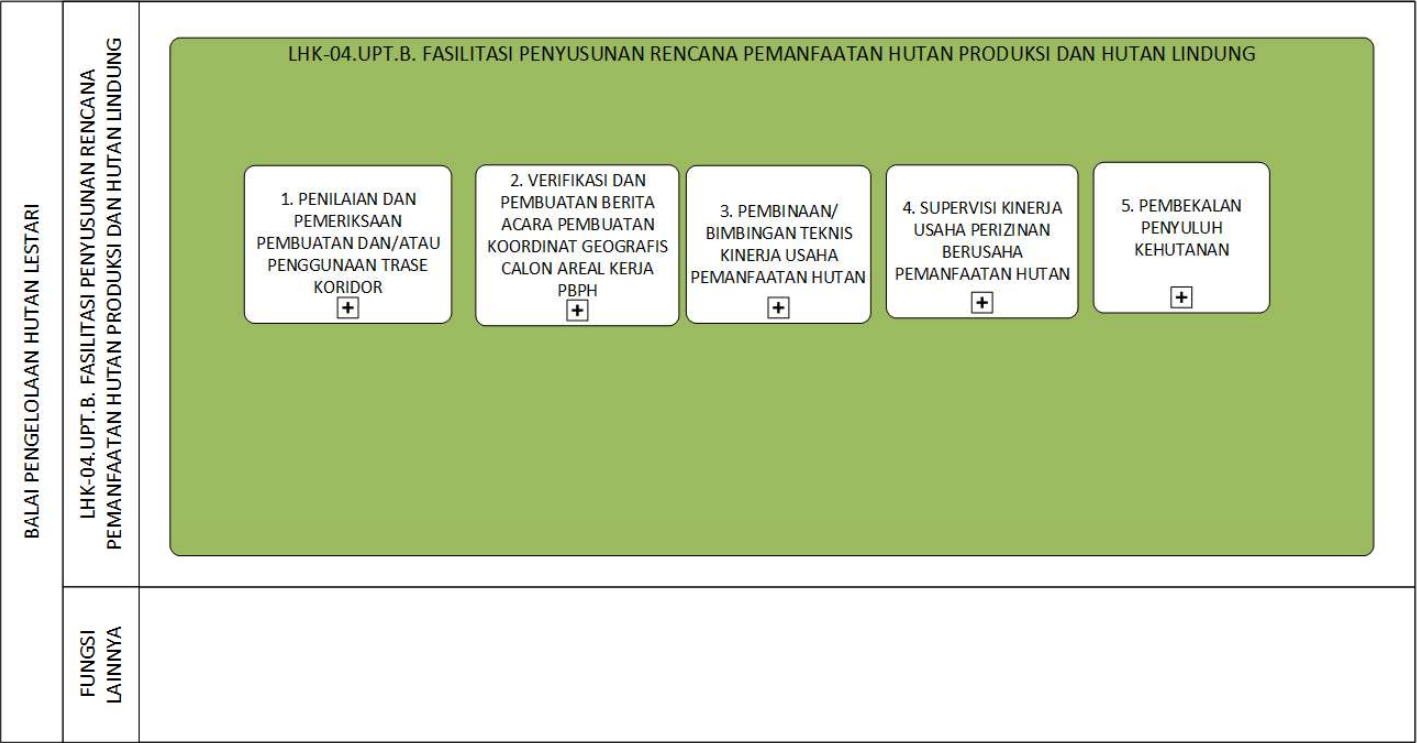 BALAI PENGELOLAAN HUTAN LESTARI
LHK-04.UPT.B. FASILITASI PENYUSUNAN RENCANA
PEMANFAATAN HUTAN PRODUKSI DAN HUTAN LINDUNG
LHK-04.UPT.B. FASILITASI PENYUSUNAN RENCANA PEMANFAATAN HUTAN PRODUKSI DAN HUTAN LINDUNG
1. PENILAIAN DAN
PEMERIKSAAN
PEMBUATAN DAN/ATAU
PENGGUNAAN TRASE
KORIDOR
2. VERIFIKASI DAN
PEMBUATAN BERITA
ACARA PEMBUATAN
KOORDINAT GEOGRAFIS
CALON AREAL KERJA
PBPH
3. PEMBINAAN/
BIMBINGAN TEKNIS
KINERJA USAHA
PEMANFAATAN HUTAN
4. SUPERVISI KINERJA
USAHA PERIZINAN
BERUSAHA
PEMANFAATAN HUTAN
5. PEMBEKALAN
PENYULUH
KEHUTANAN
FUNGSI
LAINNYA